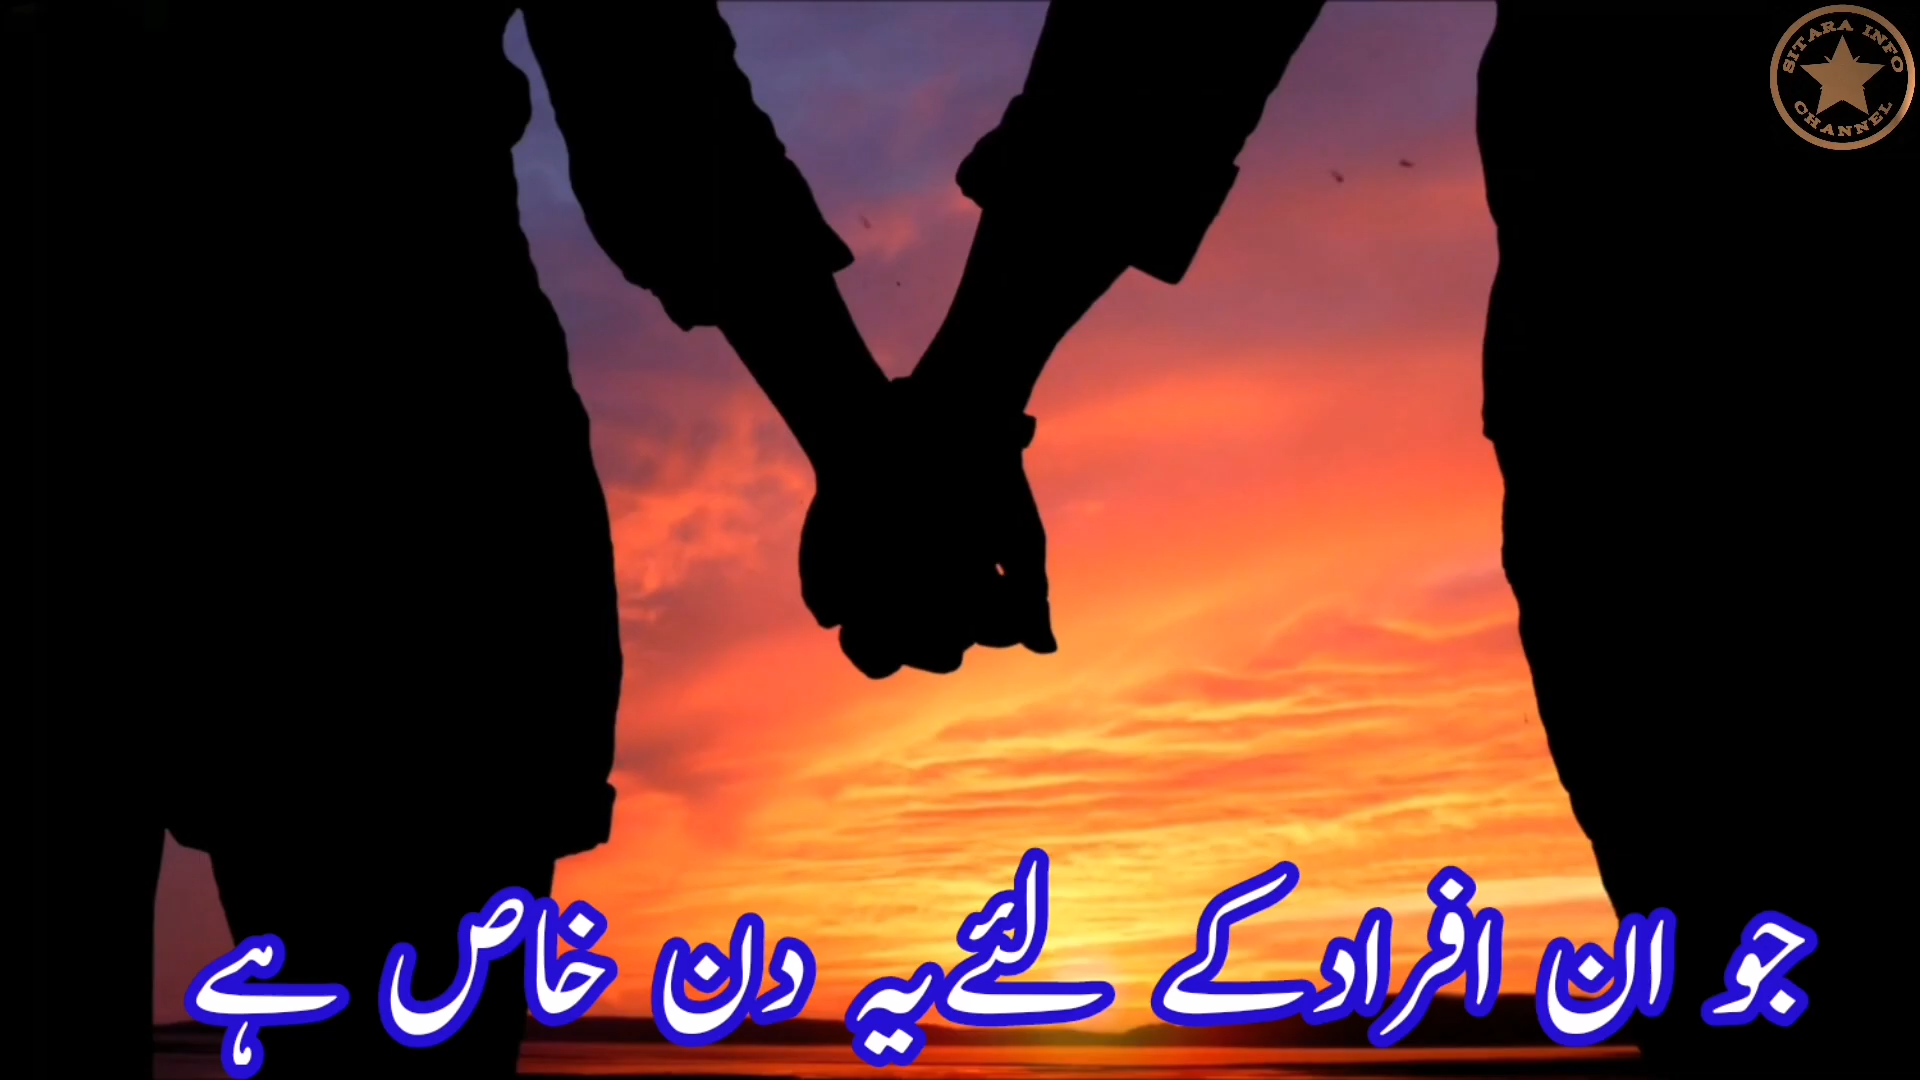 SITARA INFO
CHANNEL
جو ان افراد کے لئے یہ دن خاص ہے